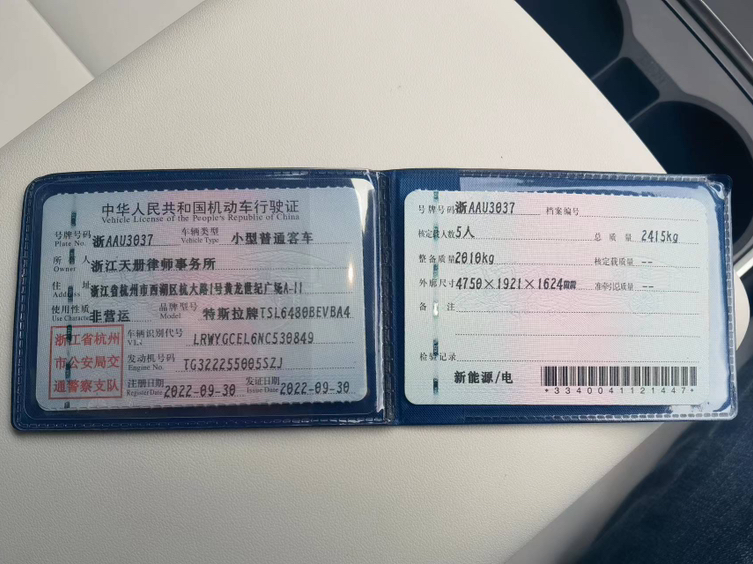 中华人民共和国机动车行驶证
Vehicle License of the People's Republic of China
号牌号码 Plate No. 浙AAU3037 车辆类型 Vehicle Type 小型普通客车
所有人 Owner 浙江天册律师事务所
住址 Address 浙江省杭州市西湖区杭大路1号黄龙世纪广场A-11
使用性质 Use Character 非营运 品牌型号 Model 特斯拉牌TSL6480BEVBA4
浙江省杭州
市公安局交
通警察支队
车辆识别代号 LRWYGCEL6NC530849
发动机号码 Engine No. TG322255005SZJ
注册日期 Register Date 2022-09-30 发证日期 Issue Date 2022-09-30
号牌号码 浙AAU3037 档案编号
核定载人数 5人 总质量 2415kg
整备质量 2010kg 核定载质量 --
外廓尺寸 4750×1921×1624mm 准牵引总质量 --
备注
检验记录
新能源/电
*3340041121447*